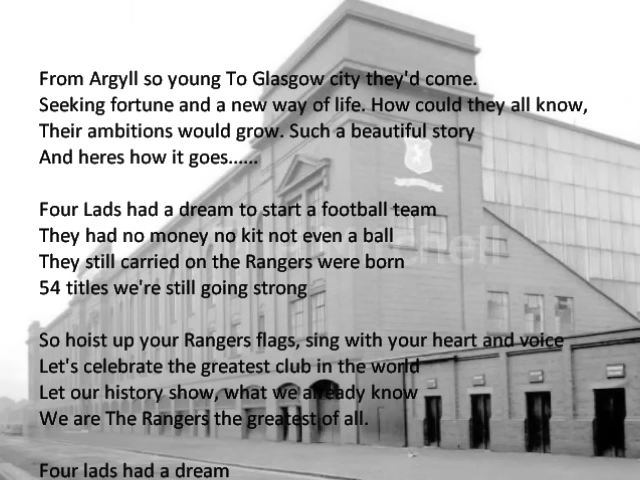 From Argyll so young To Glasgow city they'd come.
Seeking fortune and a new way of life. How could they all know,
Their ambitions would grow. Such a beautiful story
And heres how it goes......
Four Lads had a dream to start a football team
They had no money no kit not even a ball
They still carried on the Rangers were born
54 titles we're still going strong
So hoist up your Rangers flags, sing with your heart and voice
Let's celebrate the greatest club in the world
Let our history show, what we already know
We are The Rangers the greatest of all.
Four lads had a dream